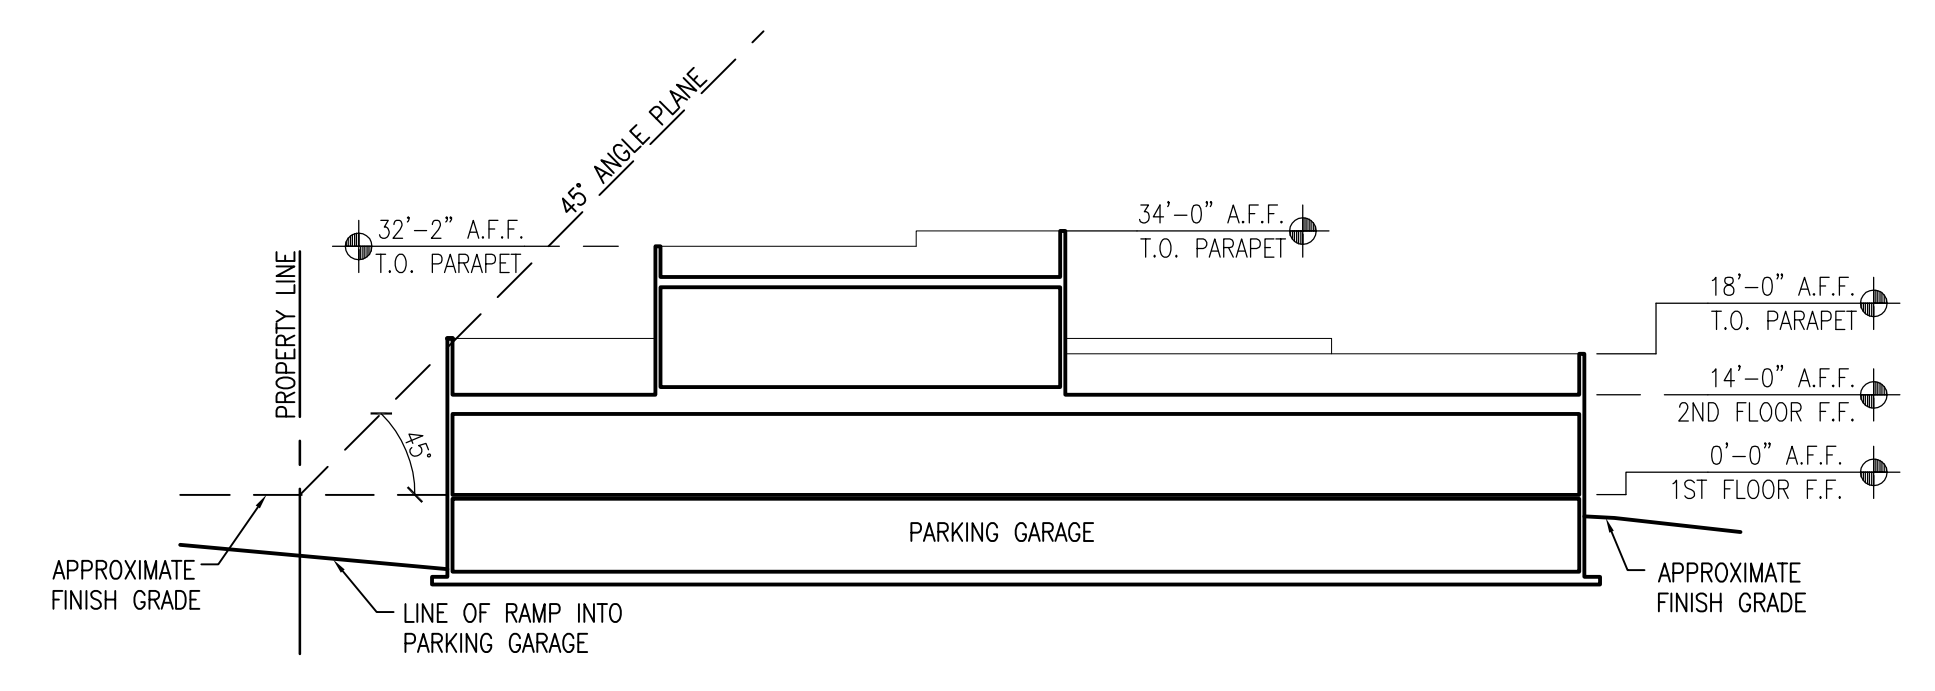 45° ANGLE PLANE
32'-2" A.F.F.
T.O. PARAPET
34'-0" A.F.F.
T.O. PARAPET
18'-0" A.F.F.
T.O. PARAPET
PROPERTY LINE
14'-0" A.F.F.
2ND FLOOR F.F.
45°
0'-0" A.F.F.
1ST FLOOR F.F.
PARKING GARAGE
APPROXIMATE
FINISH GRADE
LINE OF RAMP INTO
PARKING GARAGE
APPROXIMATE
FINISH GRADE